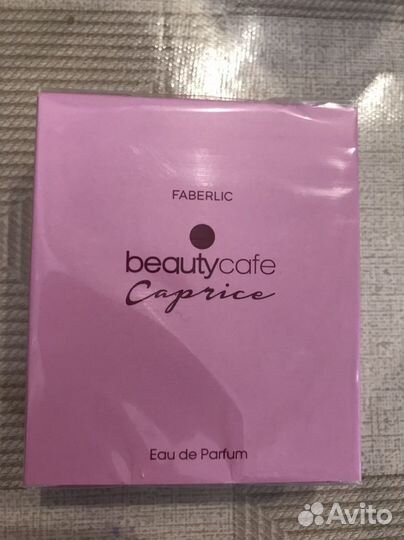 FABERLIC
beautycafe
Caprice
Eau de Parfum
Avito